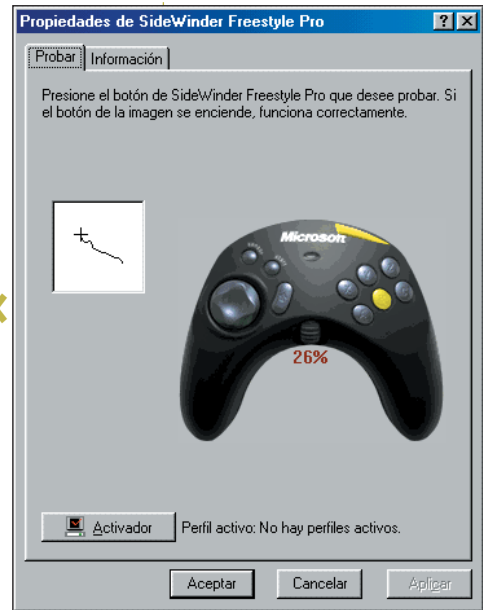 Propiedades de SideWinder Freestyle Pro
Probar Información
Presione el botón de SideWinder Freestyle Pro que desee probar. Si
el botón de la imagen se enciende, funciona correctamente.
Microsoft
26%
Activador Perfil activo: No hay perfiles activos.
Aceptar Cancelar Aplicar